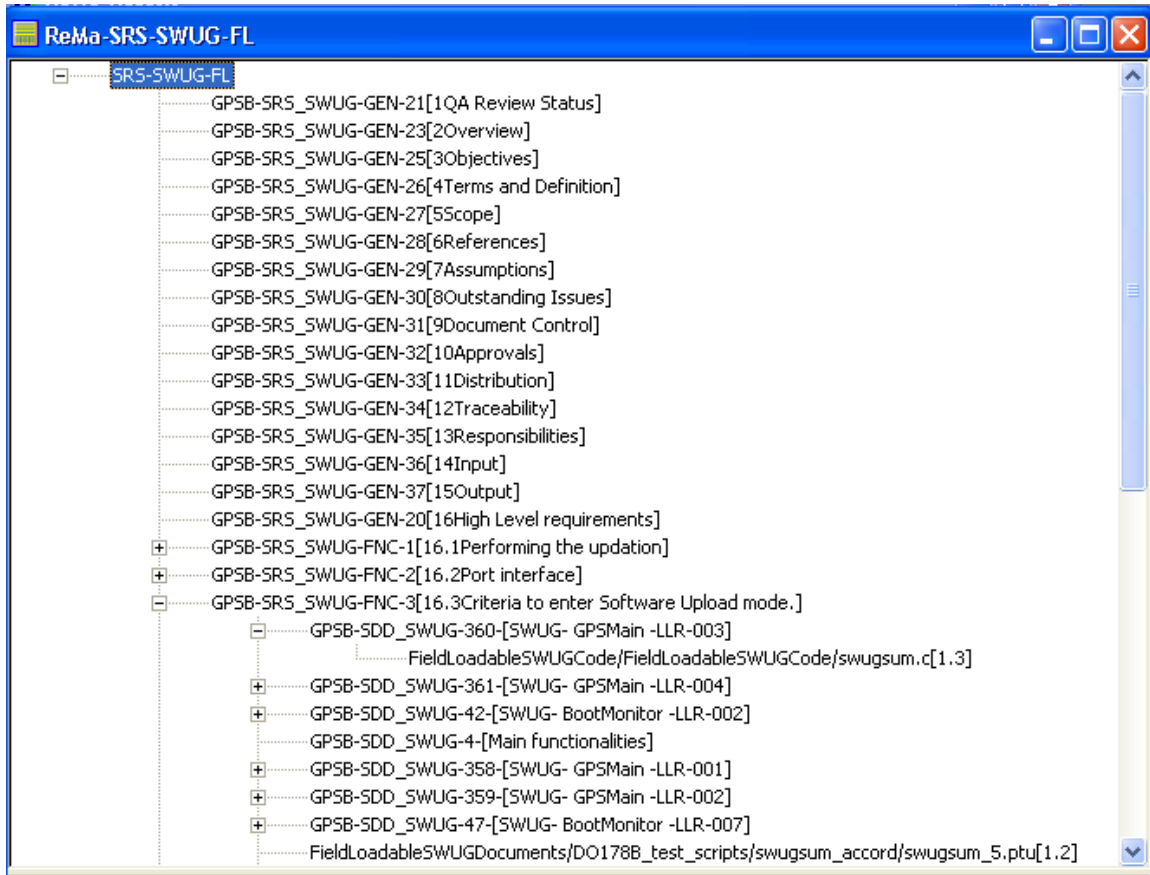 ReMa-SRS-SWUG-FL
SRS-SWUG-FL
GPSB-SRS_SWUG-GEN-21[1QA Review Status]
GPSB-SRS_SWUG-GEN-23[2Overview]
GPSB-SRS_SWUG-GEN-25[3Objectives]
GPSB-SRS_SWUG-GEN-26[4Terms and Definition]
GPSB-SRS_SWUG-GEN-27[5Scope]
GPSB-SRS_SWUG-GEN-28[6References]
GPSB-SRS_SWUG-GEN-29[7Assumptions]
GPSB-SRS_SWUG-GEN-30[8Outstanding Issues]
GPSB-SRS_SWUG-GEN-31[9Document Control]
GPSB-SRS_SWUG-GEN-32[10Approvals]
GPSB-SRS_SWUG-GEN-33[11Distribution]
GPSB-SRS_SWUG-GEN-34[12Traceability]
GPSB-SRS_SWUG-GEN-35[13Responsibilities]
GPSB-SRS_SWUG-GEN-36[14Input]
GPSB-SRS_SWUG-GEN-37[15Output]
GPSB-SRS_SWUG-GEN-20[16High Level requirements]
GPSB-SRS_SWUG-FNC-1[16.1Performing the updation]
GPSB-SRS_SWUG-FNC-2[16.2Port interface]
GPSB-SRS_SWUG-FNC-3[16.3Criteria to enter Software Upload mode.]
GPSB-SDD_SWUG-360-[SWUG- GPSMain -LLR-003]
FieldLoadableSWUGCode/FieldLoadableSWUGCode/swugsum.c[1.3]
GPSB-SDD_SWUG-361-[SWUG- GPSMain -LLR-004]
GPSB-SDD_SWUG-42-[SWUG- BootMonitor -LLR-002]
GPSB-SDD_SWUG-4-[Main functionalities]
GPSB-SDD_SWUG-358-[SWUG- GPSMain -LLR-001]
GPSB-SDD_SWUG-359-[SWUG- GPSMain -LLR-002]
GPSB-SDD_SWUG-47-[SWUG- BootMonitor -LLR-007]
FieldLoadableSWUGDocuments/DO178B_test_scripts/swugsum_accord/swugsum_5.ptu[1.2]